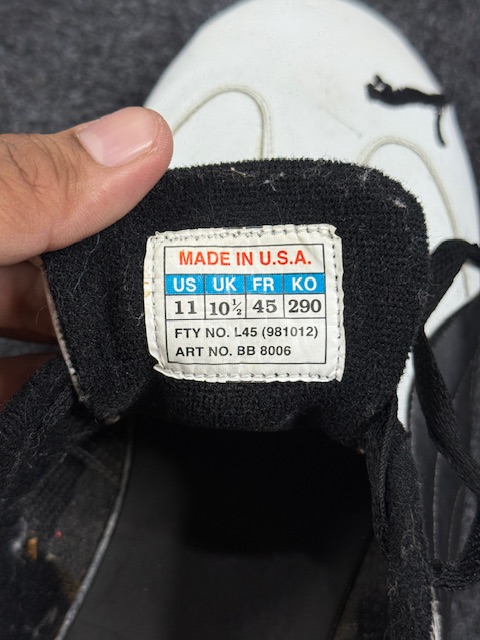 MADE IN U.S.A.
US UK FR KO
11 10½ 45 290
FTY NO. L45 (981012)
ART NO. BB 8006